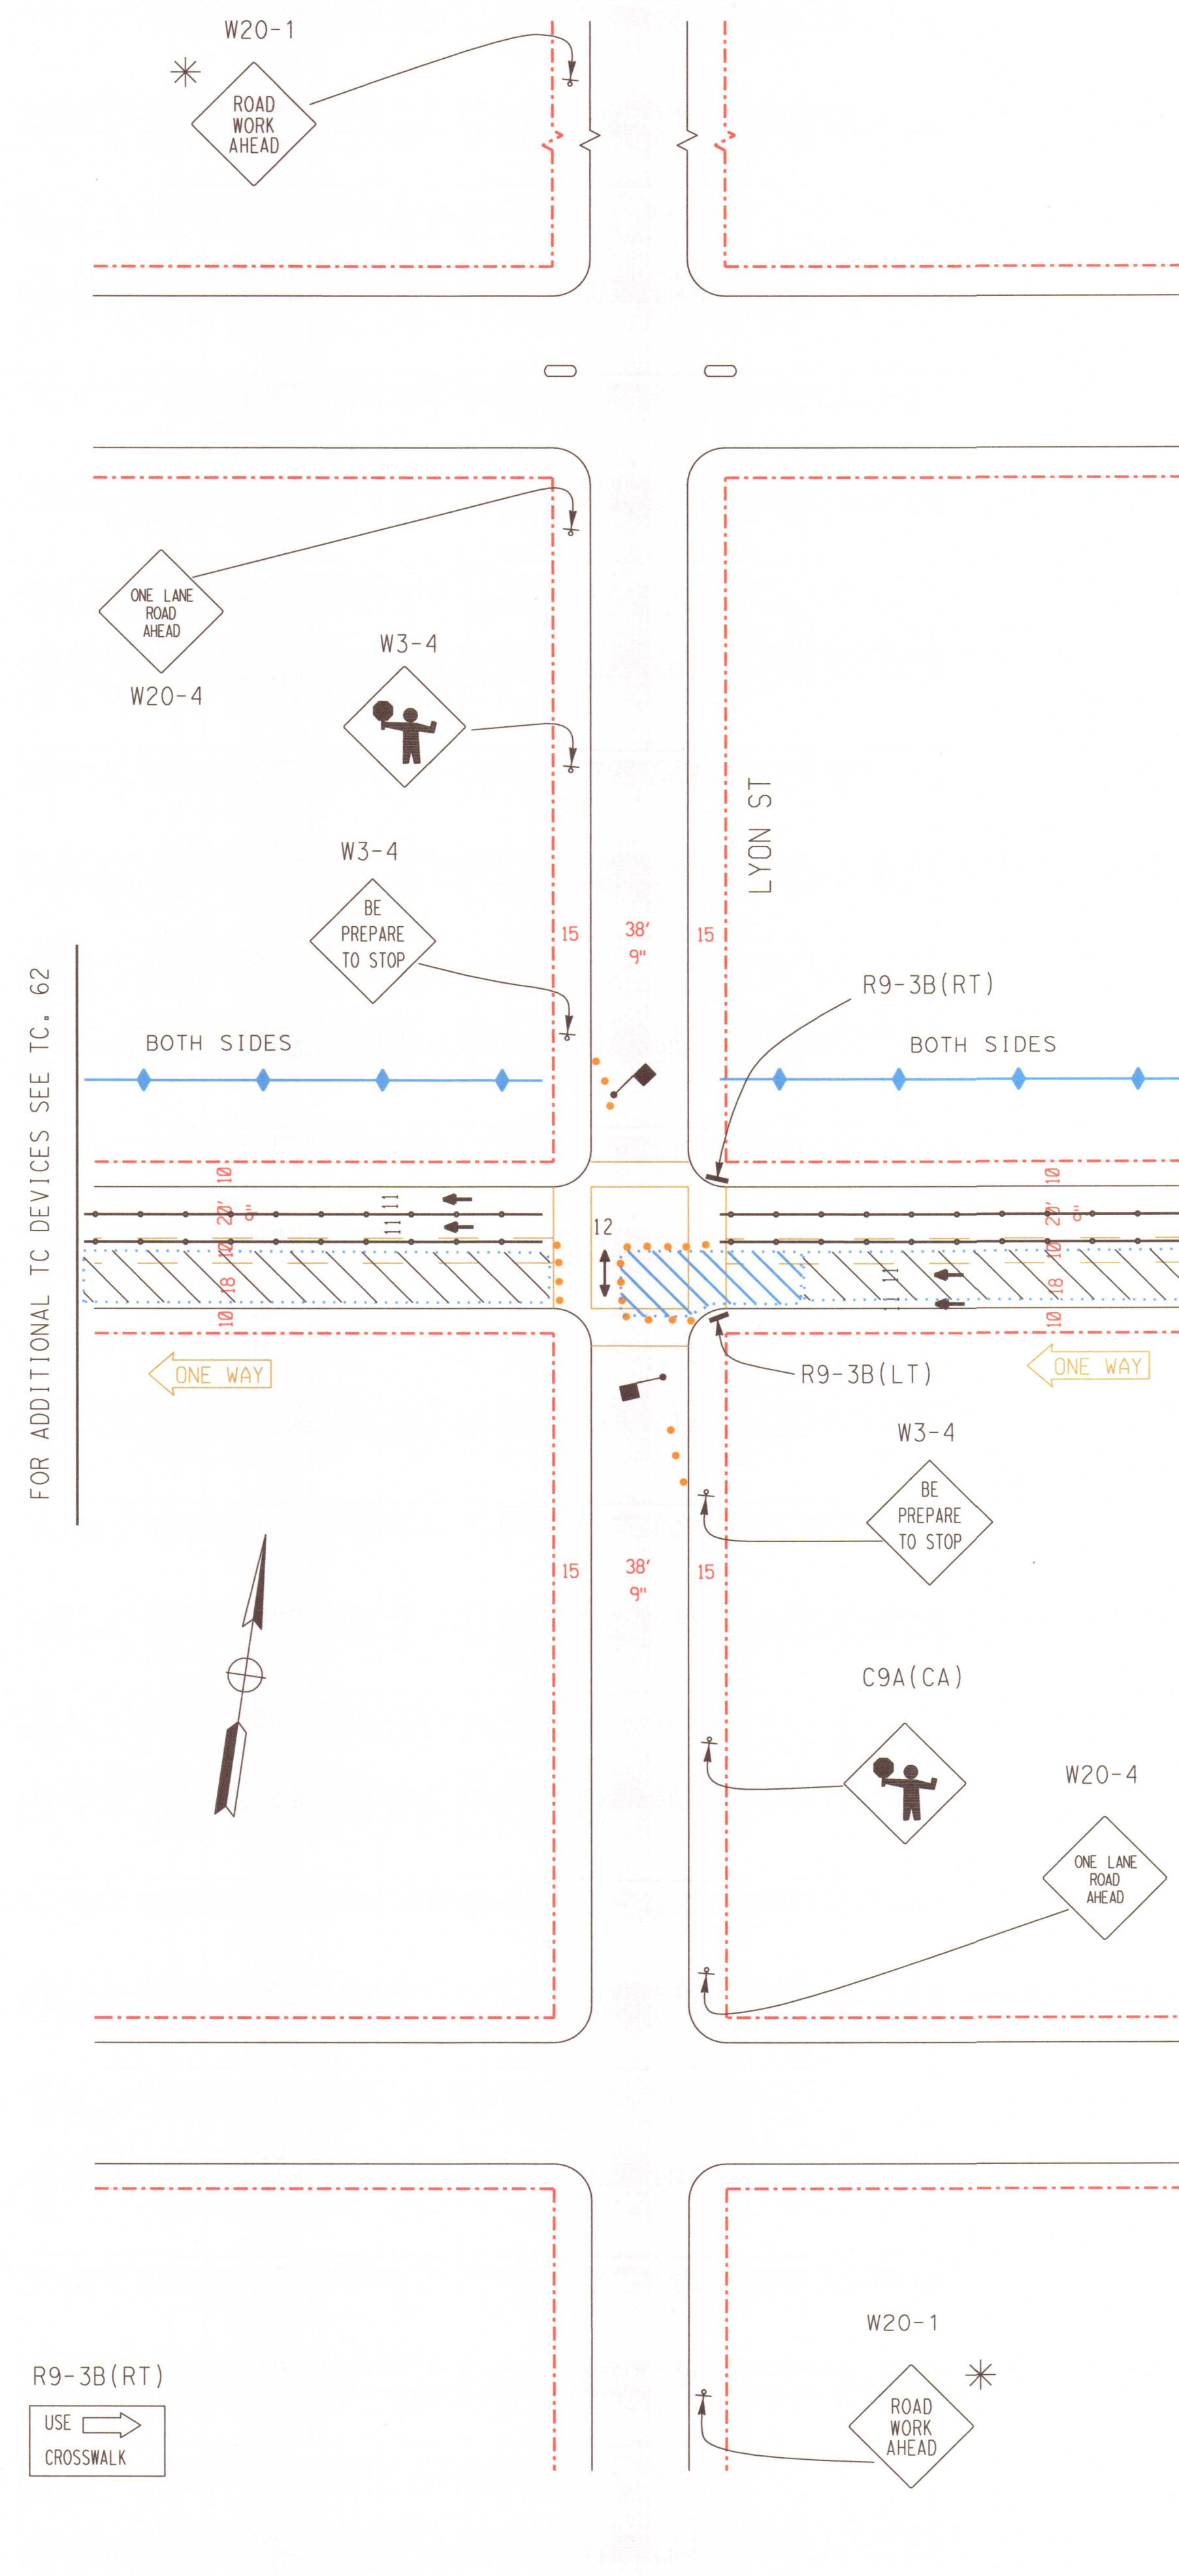 W20-1
ROAD
WORK
AHEAD
ONE LANE
ROAD
AHEAD
W20-4
W3-4
W3-4
BE
PREPARE
TO STOP
LYON ST
15
38'
9"
15
R9-3B(RT)
BOTH SIDES
BOTH SIDES
FOR ADDITIONAL TC DEVICES SEE TC. 62
10
20'
9"
10
18
10
11
11
12
10
20'
9"
10
18
10
11
11
ONE WAY
R9-3B(LT)
ONE WAY
W3-4
BE
PREPARE
TO STOP
15
38'
9"
15
C9A(CA)
W20-4
ONE LANE
ROAD
AHEAD
W20-1
ROAD
WORK
AHEAD
R9-3B(RT)
USE
CROSSWALK